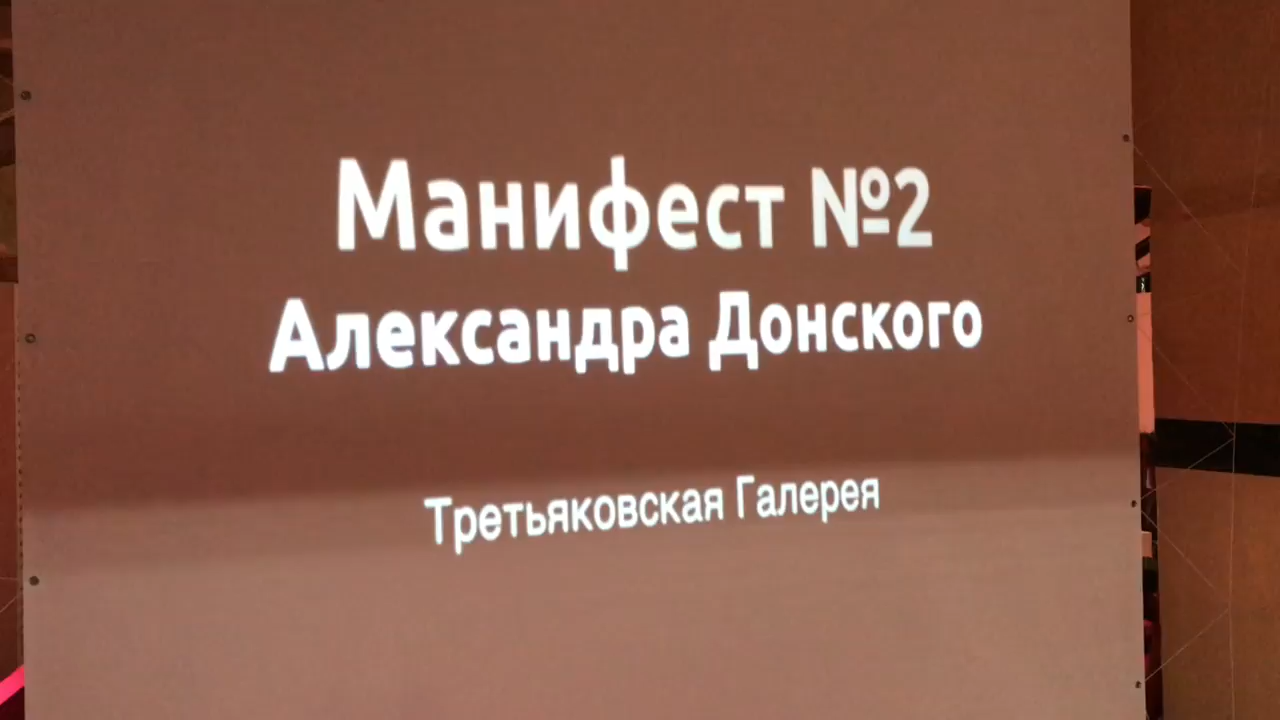 Манифест №2
Александра Донского
Третьяковская Галерея